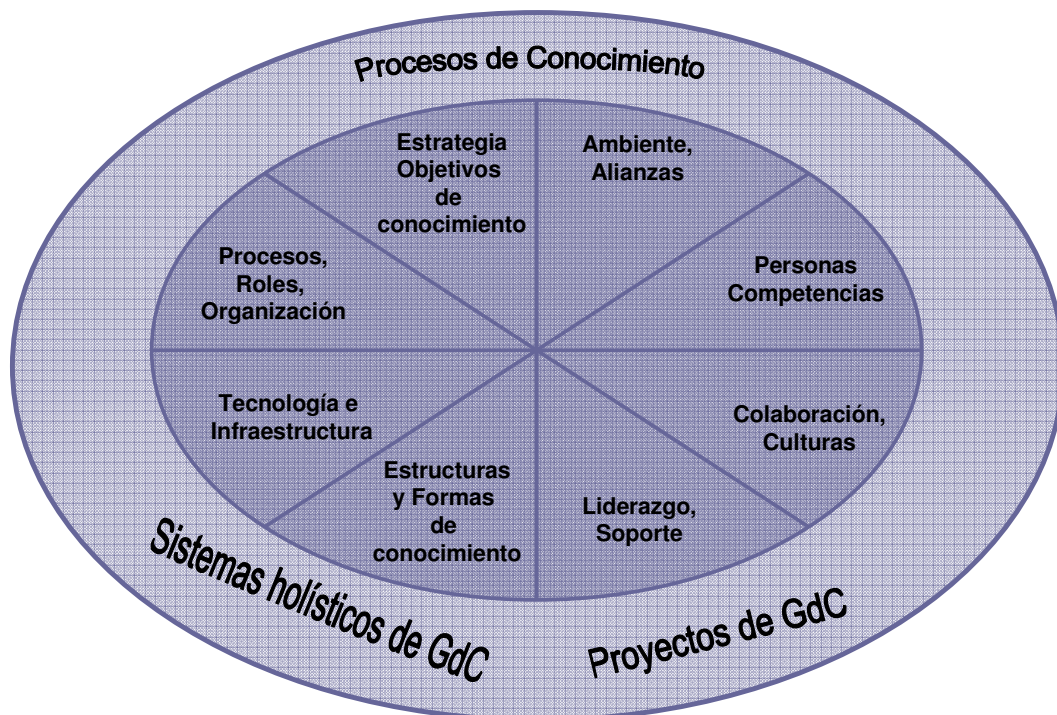 Procesos de Conocimiento
Estrategia
Objetivos
de
conocimiento
Ambiente,
Alianzas
Procesos,
Roles,
Organización
Personas
Competencias
Tecnología e
Infraestructura
Colaboración,
Culturas
Estructuras
y Formas
de
conocimiento
Liderazgo,
Soporte
Sistemas holísticos de GdC
Proyectos de GdC